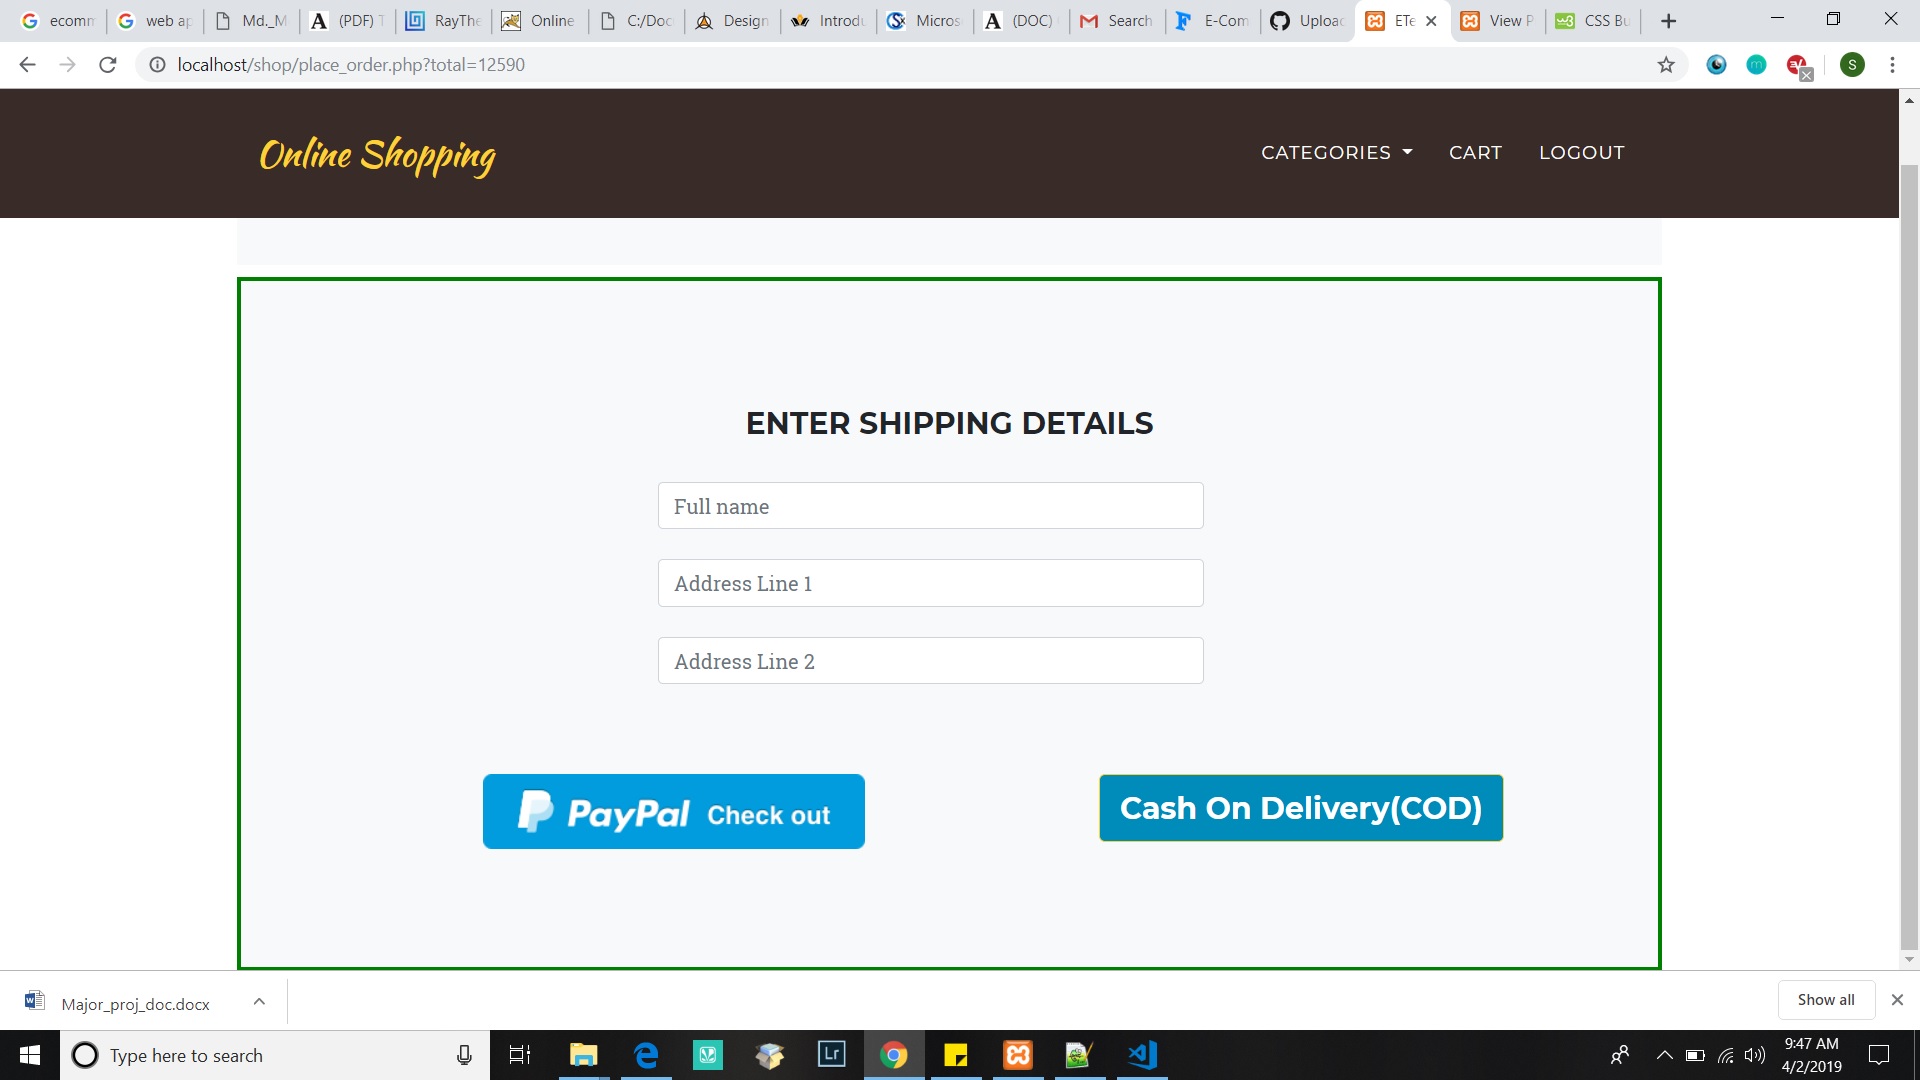 ecomm
web ap
Md._M
(PDF) T
RayThe
Online
C:/Doc
Design
Introdu
Micros
(DOC)
Search
E-Com
Upload
ETe
View P
CSS Bu
localhost/shop/place_order.php?total=12590
S
Online Shopping
CATEGORIES
CART
LOGOUT
ENTER SHIPPING DETAILS
Full name
Address Line 1
Address Line 2
PayPal Check out
Cash On Delivery(COD)
Major_proj_doc.docx
Show all
Type here to search
Lr
9:47 AM
4/2/2019